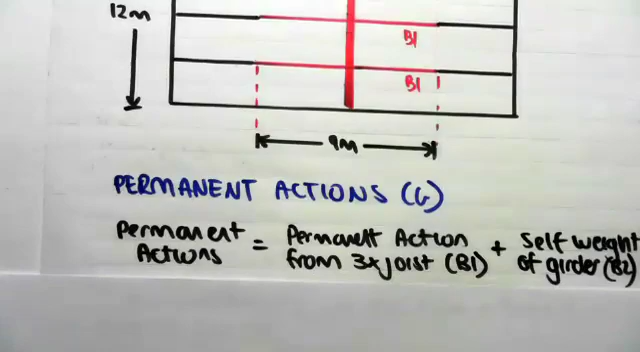 12m
B1
B1
9m
PERMANENT ACTIONS (G)
Permanent Actions = Permanent Action from 3x joist (B1) + Self weight of girder (B2)